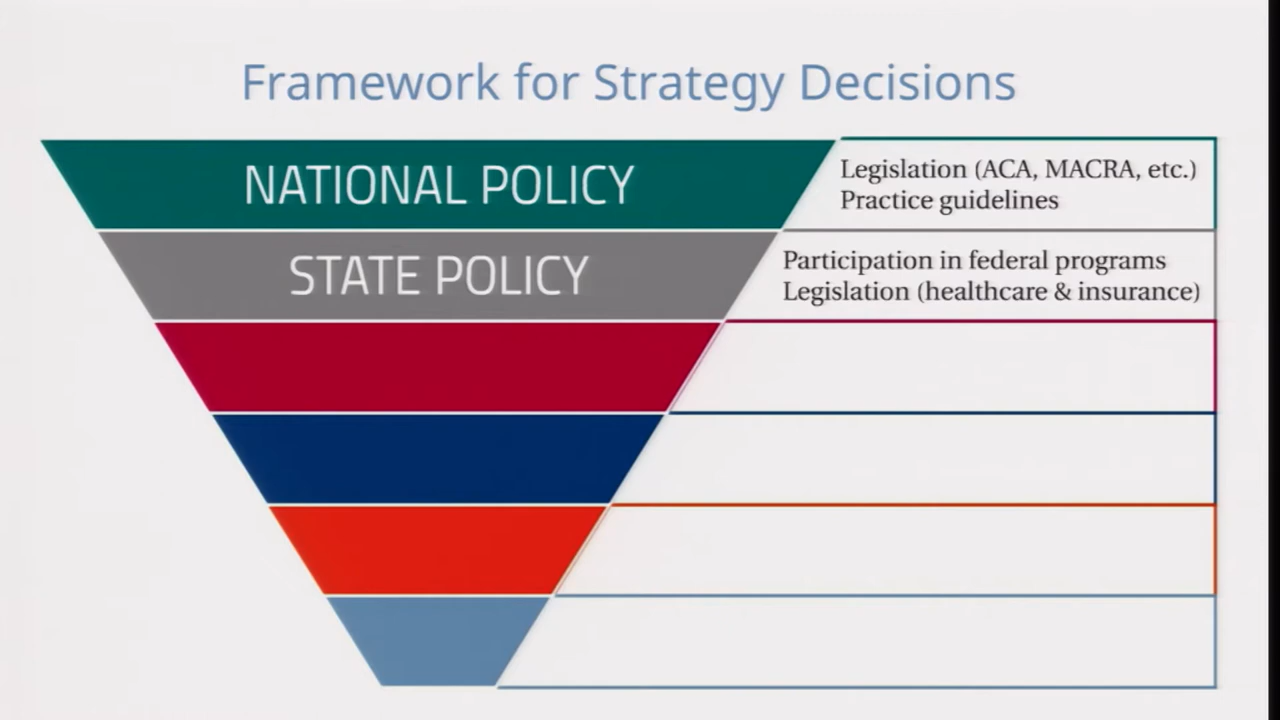 Framework for Strategy Decisions
NATIONAL POLICY
Legislation (ACA, MACRA, etc.)
Practice guidelines
STATE POLICY
Participation in federal programs
Legislation (healthcare & insurance)